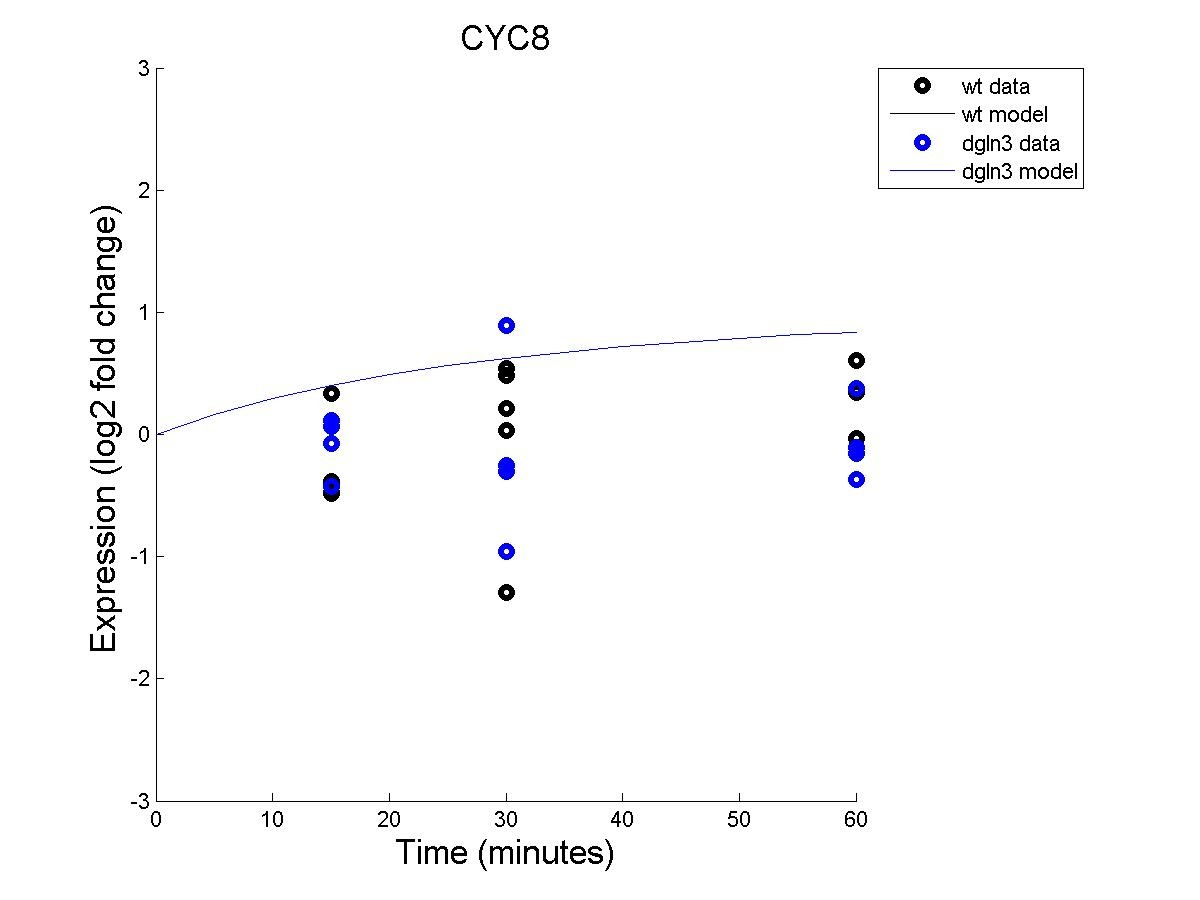 CYC8
wt data
wt model
dgln3 data
dgln3 model
Expression (log2 fold change)
3
2
1
0
-1
-2
-3
0 10 20 30 40 50 60
Time (minutes)